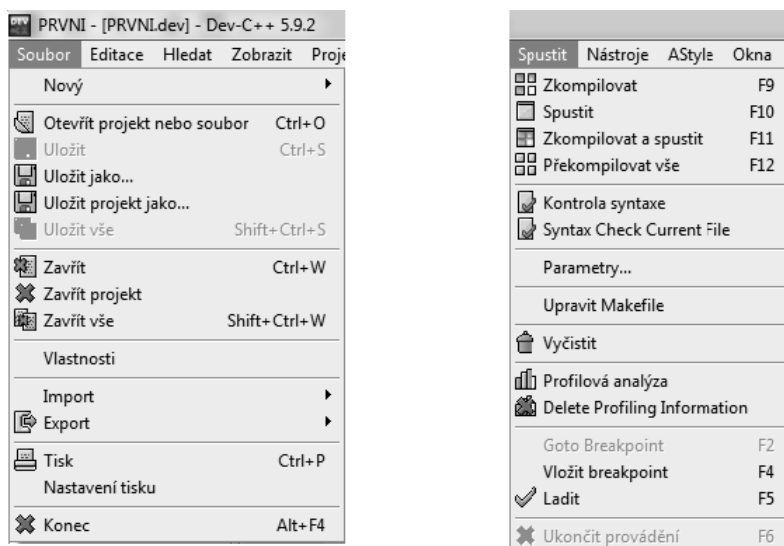 PRVNI - [PRVNI.dev] - Dev-C++ 5.9.2
Soubor Editace Hledat Zobrazit Proje
Nový
Otevřít projekt nebo soubor Ctrl+O
Uložit Ctrl+S
Uložit jako...
Uložit projekt jako...
Uložit vše Shift+Ctrl+S
Zavřít Ctrl+W
Zavřít projekt
Zavřít vše Shift+Ctrl+W
Vlastnosti
Import
Export
Tisk Ctrl+P
Nastavení tisku
Konec Alt+F4
Spustit Nástroje AStyle Okna
Zkompilovat F9
Spustit F10
Zkompilovat a spustit F11
Překompilovat vše F12
Kontrola syntaxe
Syntax Check Current File
Parametry...
Upravit Makefile
Vyčistit
Profilová analýza
Delete Profiling Information
Goto Breakpoint F2
Vložit breakpoint F4
Ladit F5
Ukončit provádění F6